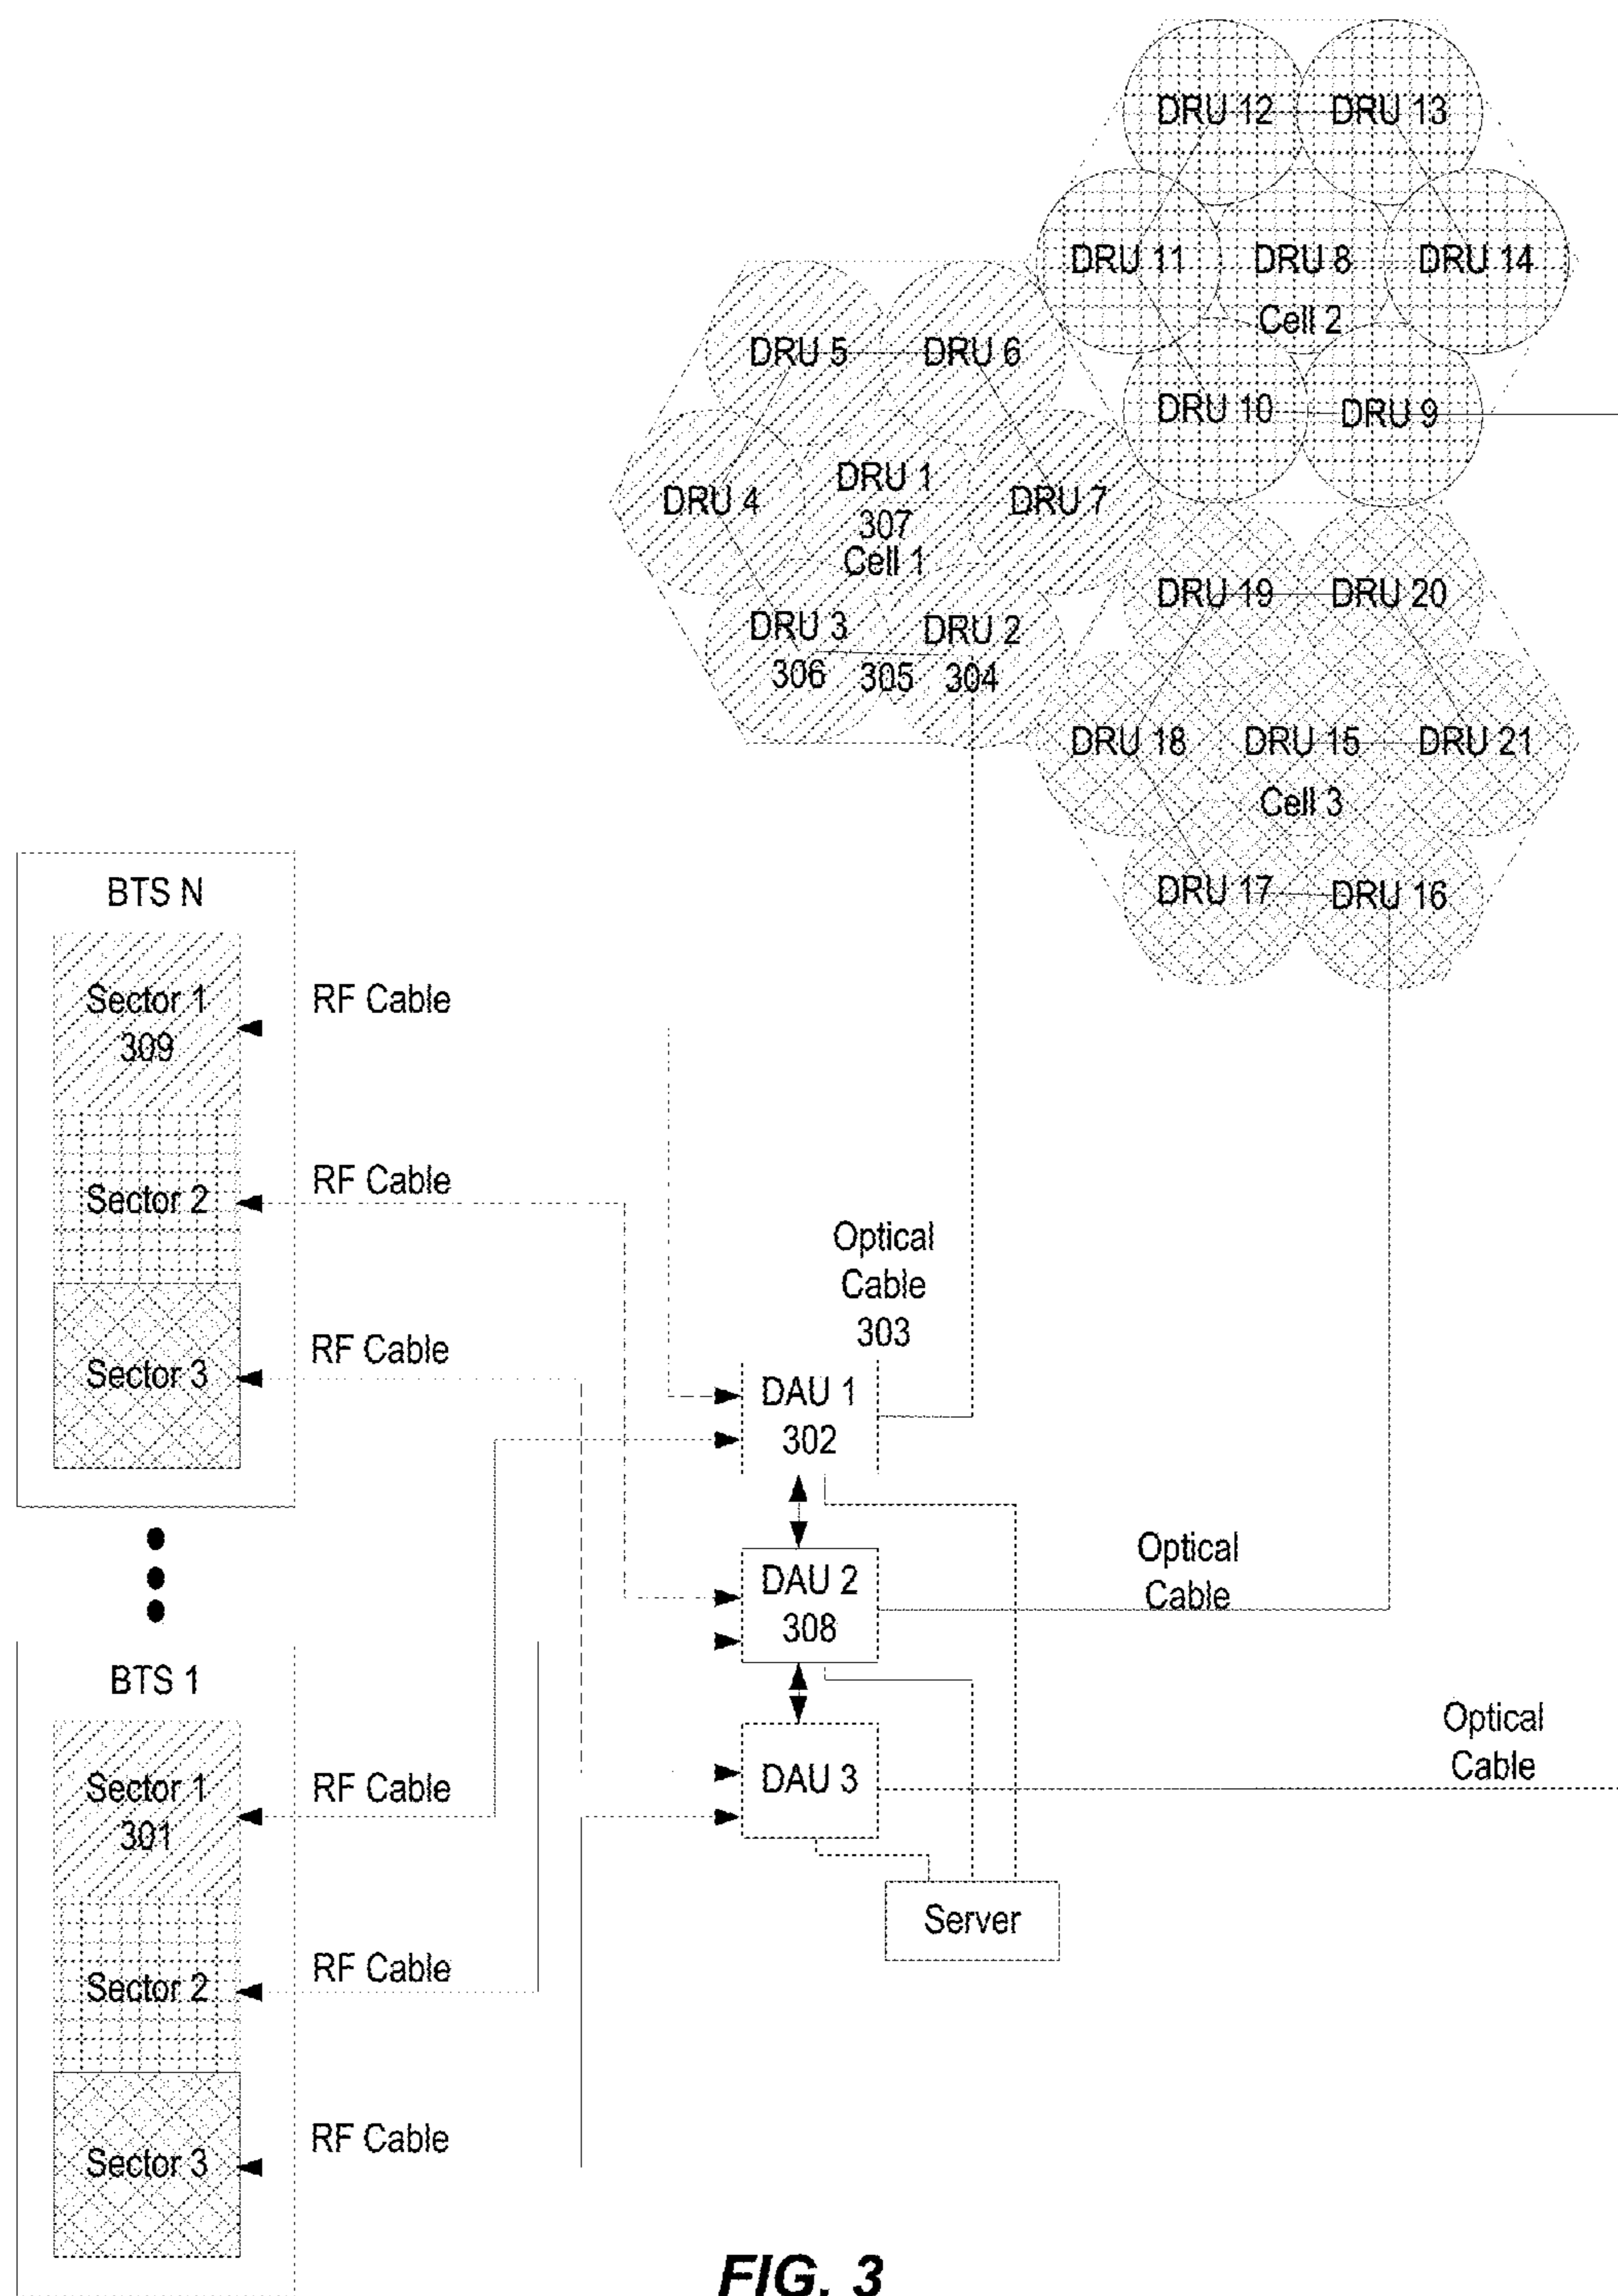 DRU 12
DRU 13
DRU 11
DRU 8
DRU 14
Cell 2
DRU 10
DRU 9
DRU 5
DRU 6
DRU 4
DRU 1
307
DRU 7
Cell 1
DRU 3
306
305
DRU 2
304
DRU 19
DRU 20
DRU 18
DRU 15
DRU 21
Cell 3
DRU 17
DRU 16
BTS N
Sector 1
309
RF Cable
Sector 2
RF Cable
Sector 3
RF Cable
Optical
Cable
303
DAU 1
302
DAU 2
308
Optical
Cable
DAU 3
Optical
Cable
Server
BTS 1
Sector 1
301
RF Cable
Sector 2
RF Cable
Sector 3
RF Cable
FIG. 3